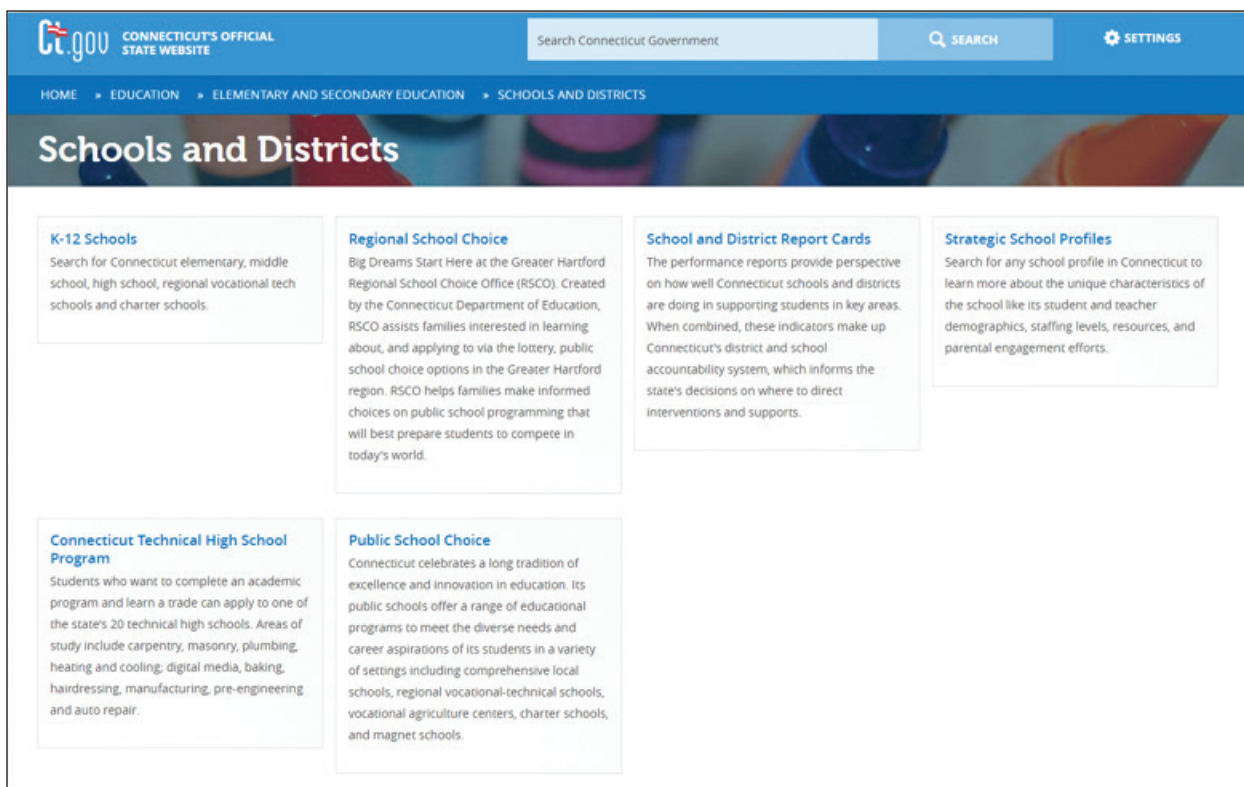 Ct.gov CONNECTICUT'S OFFICIAL
STATE WEBSITE
Search Connecticut Government
SEARCH
SETTINGS
HOME » EDUCATION » ELEMENTARY AND SECONDARY EDUCATION » SCHOOLS AND DISTRICTS
Schools and Districts
K-12 Schools
Search for Connecticut elementary, middle
school, high school, regional vocational tech
schools and charter schools.
Regional School Choice
Big Dreams Start Here at the Greater Hartford
Regional School Choice Office (RSCO). Created
by the Connecticut Department of Education,
RSCO assists families interested in learning
about, and applying to via the lottery, public
school choice options in the Greater Hartford
region. RSCO helps families make informed
choices on public school programming that
will best prepare students to compete in
today's world.
School and District Report Cards
The performance reports provide perspective
on how well Connecticut schools and districts
are doing in supporting students in key areas.
When combined, these indicators make up
Connecticut's district and school
accountability system, which informs the
state's decisions on where to direct
interventions and supports.
Strategic School Profiles
Search for any school profile in Connecticut to
learn more about the unique characteristics of
the school like its student and teacher
demographics, staffing levels, resources, and
parental engagement efforts.
Connecticut Technical High School
Program
Students who want to complete an academic
program and learn a trade can apply to one of
the state's 20 technical high schools. Areas of
study include carpentry, masonry, plumbing,
heating and cooling; digital media, baking,
hairdressing, manufacturing, pre-engineering
and auto repair.
Public School Choice
Connecticut celebrates a long tradition of
excellence and innovation in education. Its
public schools offer a range of educational
programs to meet the diverse needs and
career aspirations of its students in a variety
of settings including comprehensive local
schools, regional vocational-technical schools,
vocational agriculture centers, charter schools,
and magnet schools.